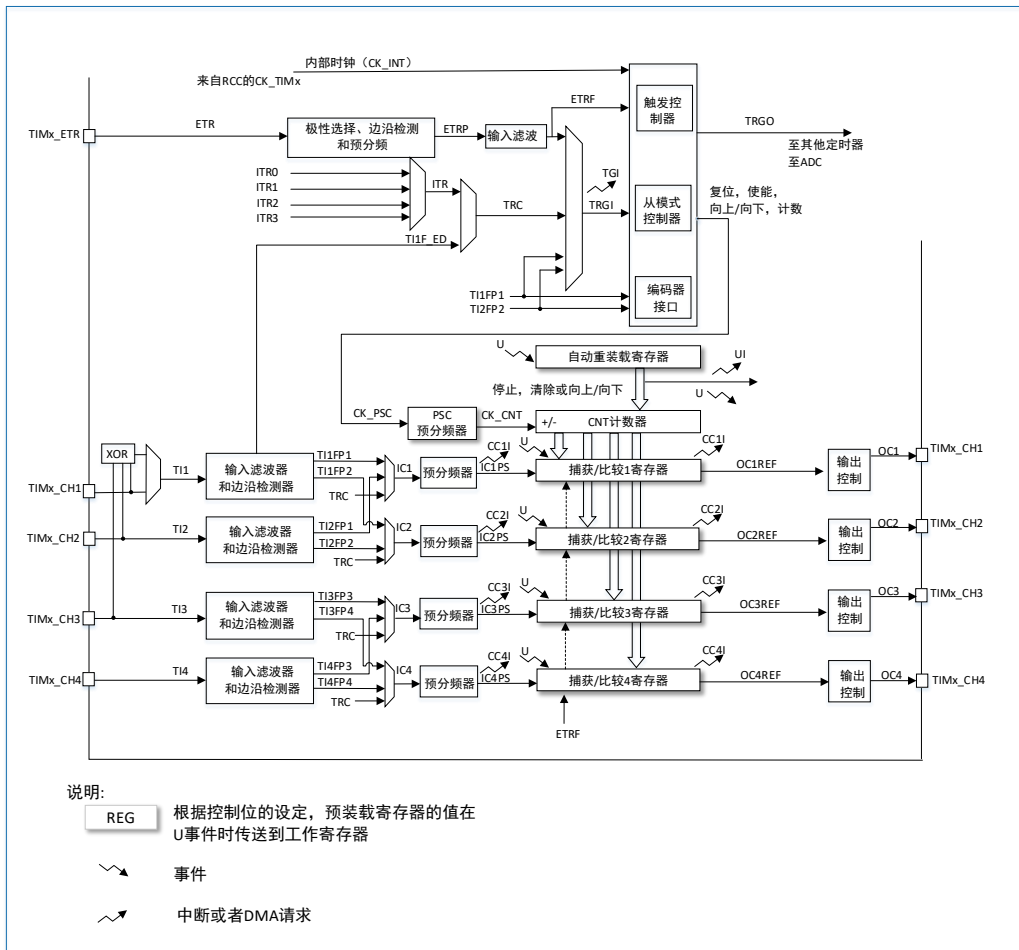 内部时钟（CK_INT）
来自RCC的CK_TIMx
ETRF
触发控
制器
TIMx_ETR
ETR
极性选择、边沿检测
和预分频
ETRP
输入滤波
TRGO
至其他定时器
至ADC
ITR0
ITR1
ITR2
ITR3
ITR
TRC
TGI
TRGI
从模式
控制器
复位，使能，
向上/向下，计数
TI1F_ED
TI1FP1
TI2FP2
编码器
接口
U
自动重装载寄存器
UI
U
停止，清除或向上/向下
CK_PSC
PSC
预分频器
CK_CNT
+/-
CNT计数器
XOR
TI1
输入滤波器
和边沿检测器
TI1FP1
TI1FP2
TRC
IC1
预分频器
CC1I
IC1PS
U
捕获/比较1寄存器
CC1I
OC1REF
输出
控制
OC1
TIMx_CH1
TIMx_CH1
TIMx_CH2
TI2
输入滤波器
和边沿检测器
TI2FP1
TI2FP2
TRC
IC2
预分频器
CC2I
IC2PS
U
捕获/比较2寄存器
CC2I
OC2REF
输出
控制
OC2
TIMx_CH2
TIMx_CH3
TI3
输入滤波器
和边沿检测器
TI3FP3
TI3FP4
TRC
IC3
预分频器
CC3I
IC3PS
U
捕获/比较3寄存器
CC3I
OC3REF
输出
控制
OC3
TIMx_CH3
TIMx_CH4
TI4
输入滤波器
和边沿检测器
TI4FP3
TI4FP4
TRC
IC4
预分频器
CC4I
IC4PS
U
捕获/比较4寄存器
CC4I
OC4REF
输出
控制
OC4
TIMx_CH4
ETRF
说明:
REG
根据控制位的设定，预装载寄存器的值在
U事件时传送到工作寄存器
事件
中断或者DMA请求